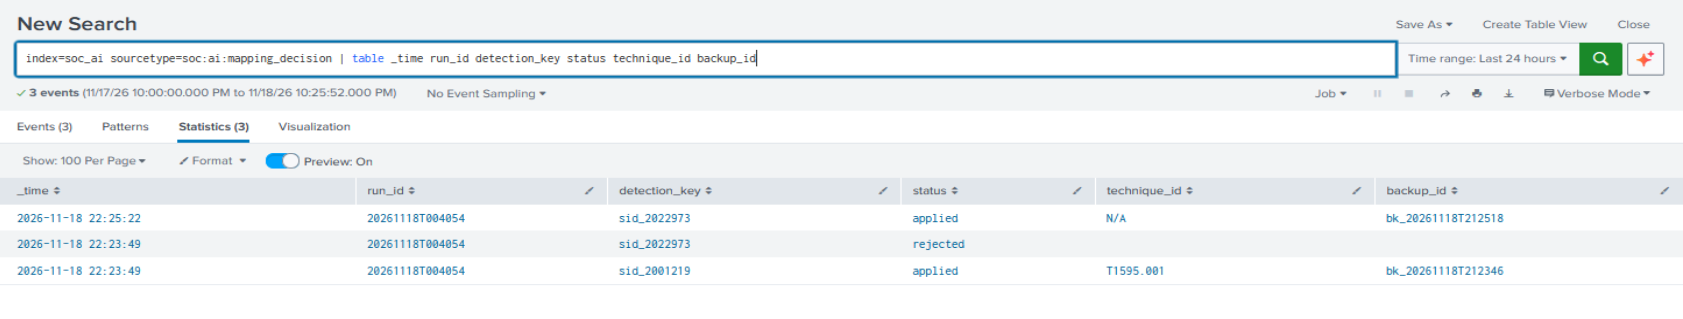 New Search
Save As Create Table View Close
index=soc_ai sourcetype=soc:ai:mapping_decision | table _time run_id detection_key status technique_id backup_id
Time range: Last 24 hours
3 events (11/17/26 10:00:00.000 PM to 11/18/26 10:25:52.000 PM) No Event Sampling Job Verbose Mode
Events (3) Patterns Statistics (3) Visualization
Show: 100 Per Page Format Preview: On
_time run_id detection_key status technique_id backup_id
2026-11-18 22:25:22 20261118T004054 sid_2022973 applied N/A bk_20261118T212518
2026-11-18 22:23:49 20261118T004054 sid_2022973 rejected
2026-11-18 22:23:49 20261118T004054 sid_2001219 applied T1595.001 bk_20261118T212346